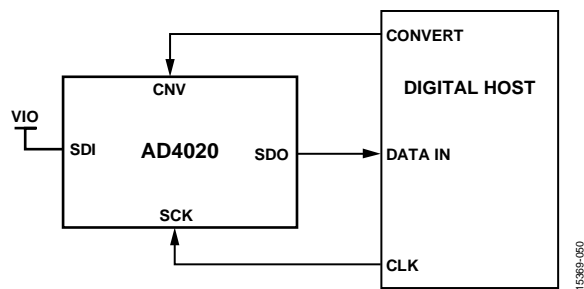 CONVERT
CNV
DIGITAL HOST
VIO
SDI
AD4020
SDO
DATA IN
SCK
CLK
15369-050